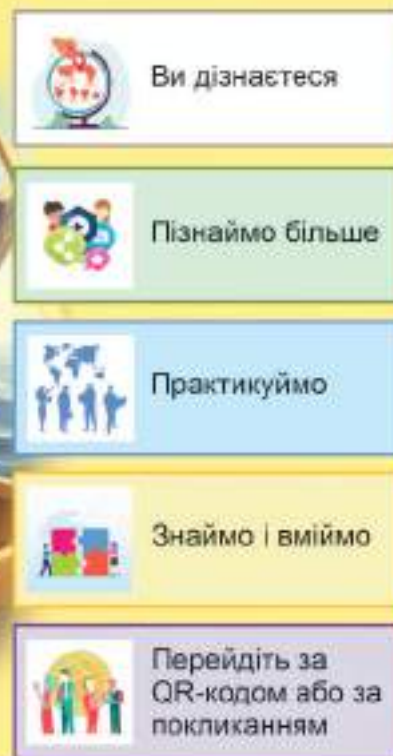 Ви дізнаєтеся
Пізнаймо більше
Практикуймо
Знаймо і вміймо
Перейдіть за
QR-кодом або за
покликанням